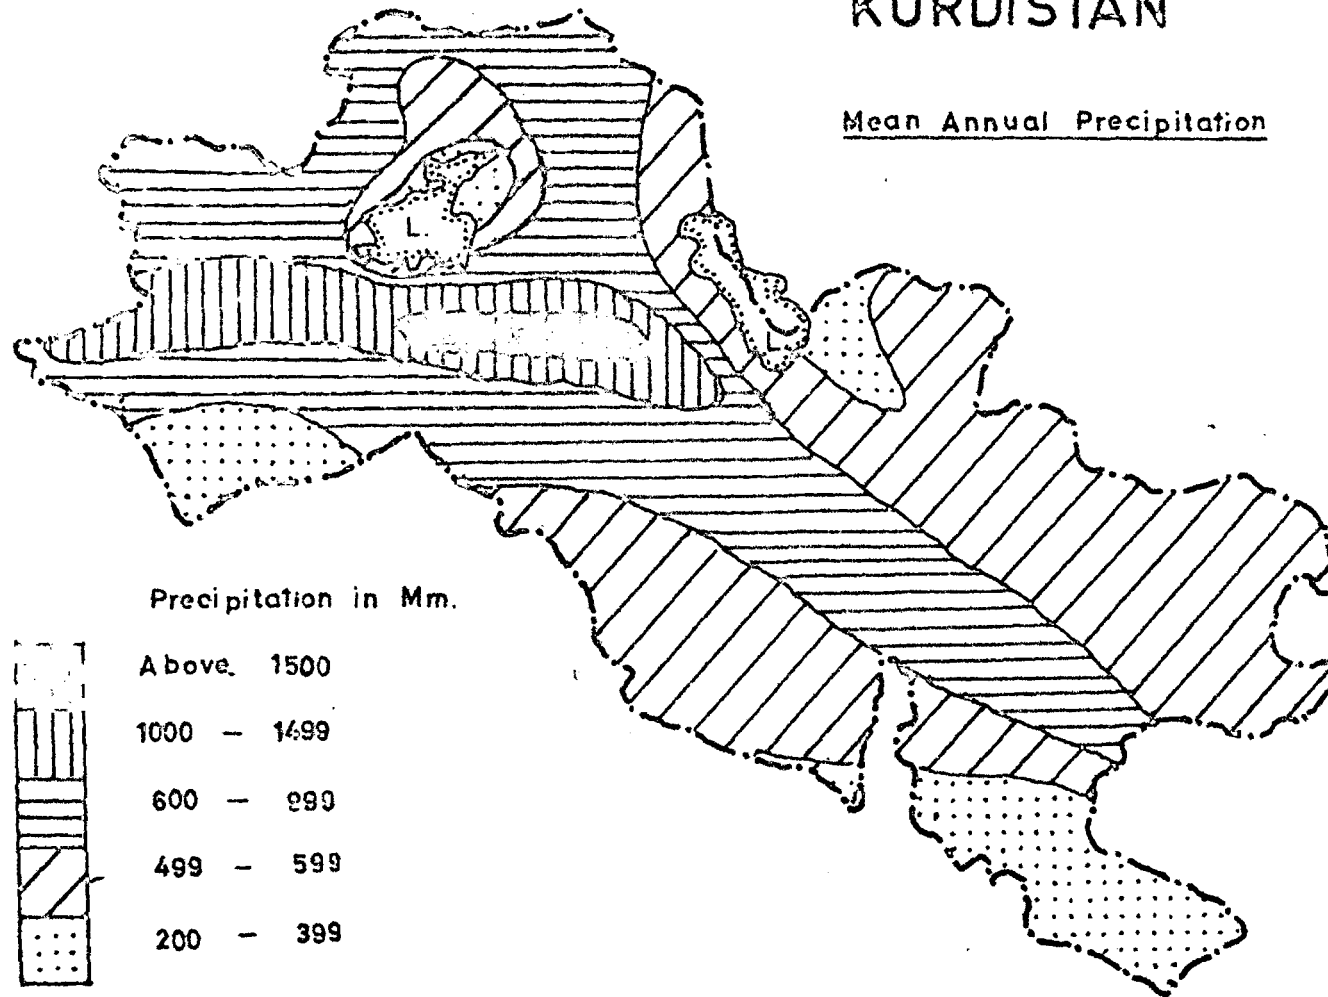 KURDISTAN
Mean Annual Precipitation
L.
V.
L.
Precipitation in Mm.
Above. 1500
1000 - 1499
600 - 999
499 - 599
200 - 399